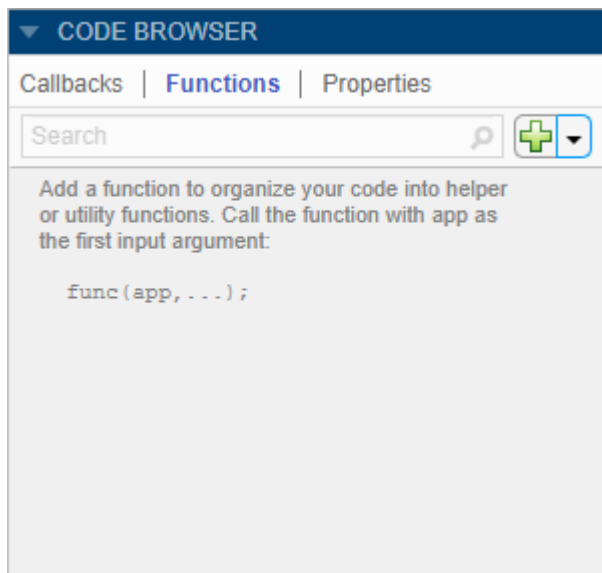 CODE BROWSER
Callbacks | Functions | Properties
Search
Add a function to organize your code into helper
or utility functions. Call the function with app as
the first input argument:
func(app,...);